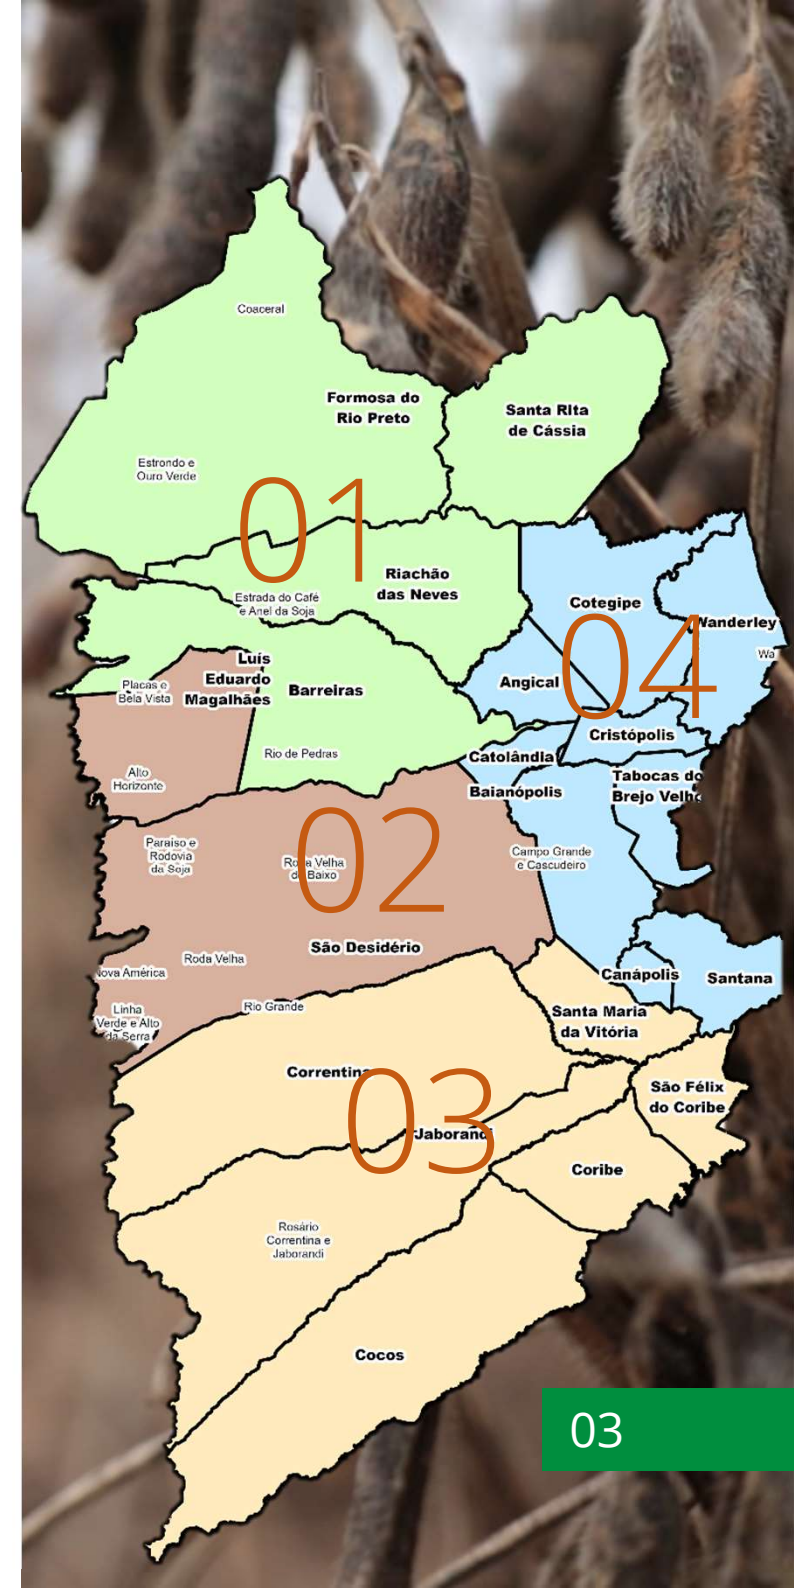 Coaceral
Formosa do
Rio Preto
Santa Rita
de Cássia
Estrondo e
Ouro Verde
01
Riachão
das Neves
Estrada do Café
e Anel da Soja
Cotegipe
Wanderley
Wa
04
Luís
Eduardo
Magalhães
Placas e
Bela Vista
Barreiras
Angical
Cristópolis
Rio de Pedras
Catolândia
Baianópolis
Tabocas do
Brejo Velho
Alto
Horizonte
02
Paraíso e
Rodovia
da Soja
Roda Velha
de Baixo
Campo Grande
e Cascudeiro
São Desidério
Roda Velha
Nova América
Canápolis
Santana
Rio Grande
Linha
Verde e Alto
da Serra
Santa Maria
da Vitória
Correntina
03
São Félix
do Coribe
Jaborandi
Coribe
Rosário
Correntina e
Jaborandi
Cocos
03